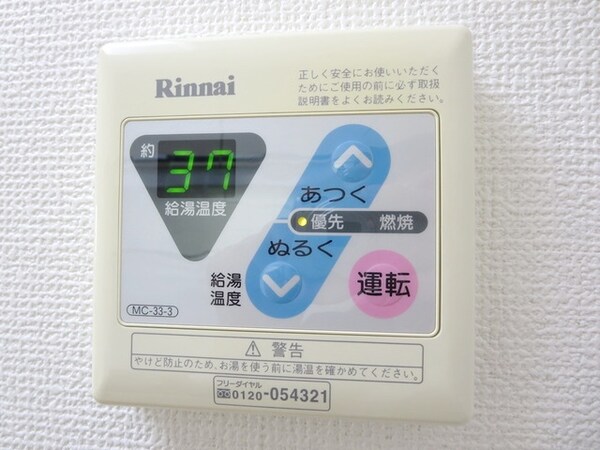 Rinnai
正しく安全にお使いいただく
ためにご使用の前に必ず取扱
説明書をよくお読みください。
約
37
給湯温度
あつく
優先 燃焼
ぬるく
給湯
温度
運転
MC-33-3
⚠ 警告
やけど防止のため、お湯を使う前に湯温を確かめてください。
フリーダイヤル
0120-054321